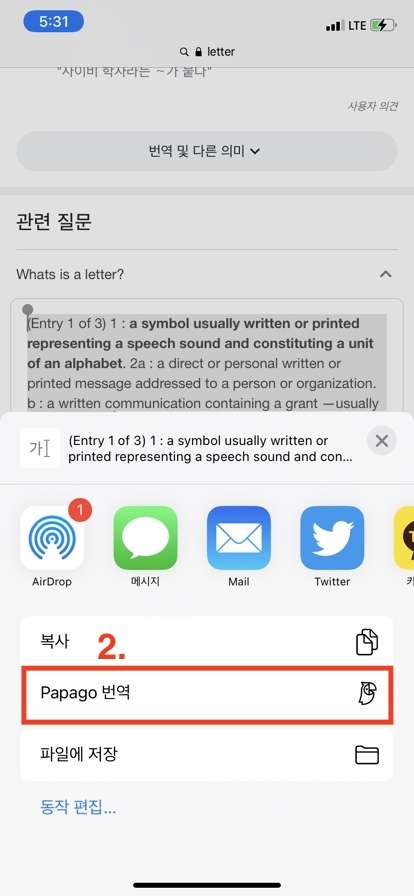 5:31
LTE
letter
"사이비 학사라는 ~가 붙다"
사용자 의견
번역 및 다른 의미
관련 질문
Whats is a letter?
(Entry 1 of 3) 1 : a symbol usually written or printed
representing a speech sound and constituting a unit
of an alphabet. 2a : a direct or personal written or
printed message addressed to a person or organization.
b : a written communication containing a grant —usually
가
(Entry 1 of 3) 1 : a symbol usually written or
printed representing a speech sound and con...
1
AirDrop
메시지
Mail
Twitter
복사
2.
Papago 번역
파일에 저장
동작 편집...